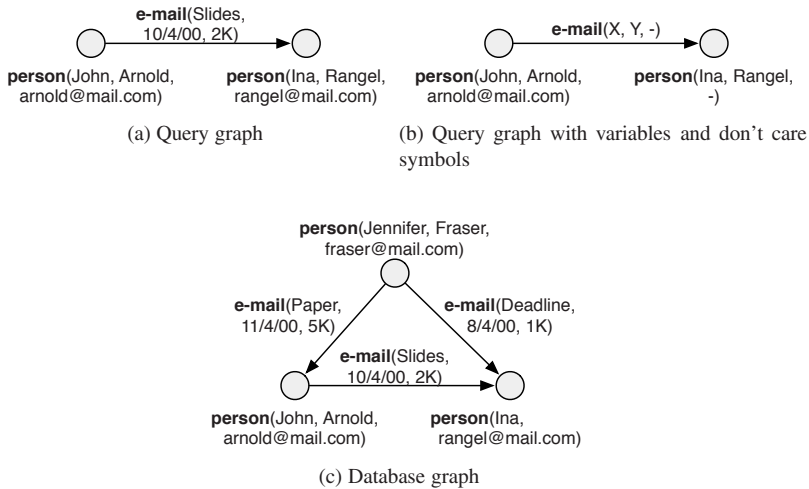 e-mail(Slides,
10/4/00, 2K)
person(John, Arnold,
arnold@mail.com)
person(Ina, Rangel,
rangel@mail.com)
(a) Query graph
e-mail(X, Y, -)
person(John, Arnold,
arnold@mail.com)
person(Ina, Rangel,
-)
(b) Query graph with variables and don't care
symbols
person(Jennifer, Fraser,
fraser@mail.com)
e-mail(Paper,
11/4/00, 5K)
e-mail(Deadline,
8/4/00, 1K)
e-mail(Slides,
10/4/00, 2K)
person(John, Arnold,
arnold@mail.com)
person(Ina,
rangel@mail.com)
(c) Database graph